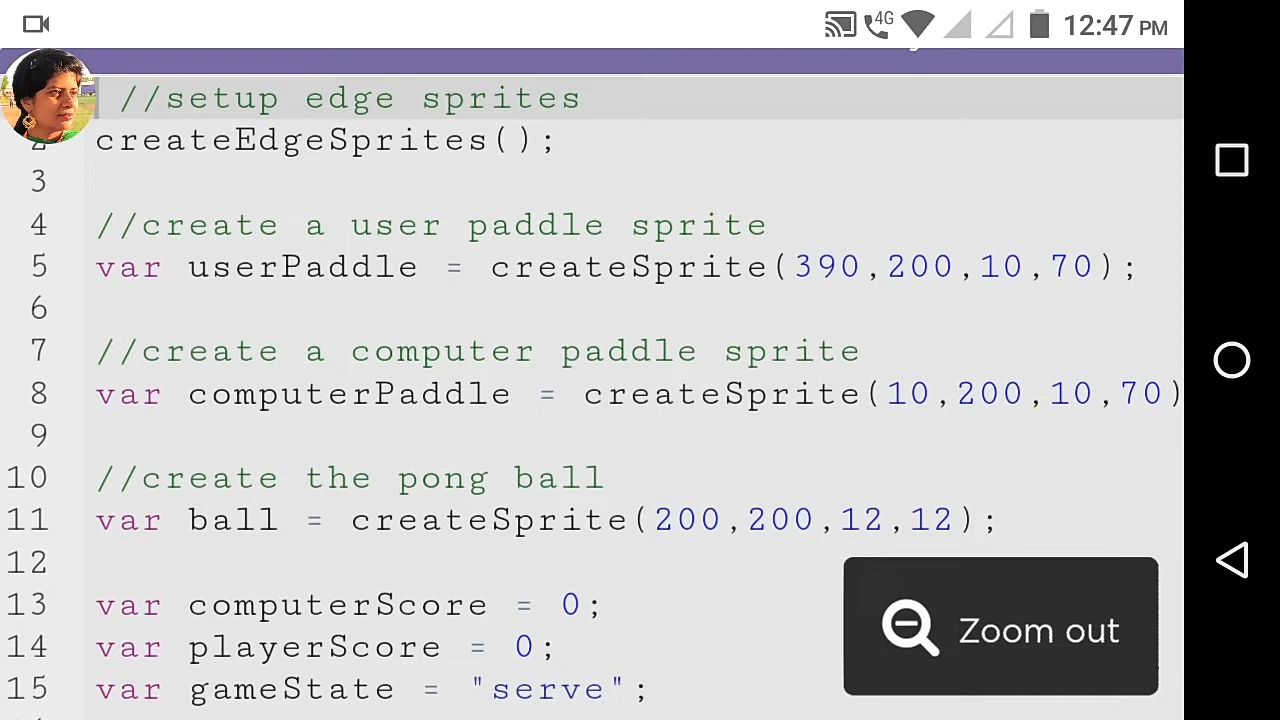 4G 12:47 PM
//setup edge sprites
2 createEdgeSprites();
3
4 //create a user paddle sprite
5 var userPaddle = createSprite(390,200,10,70);
6
7 //create a computer paddle sprite
8 var computerPaddle = createSprite(10,200,10,70)
9
10 //create the pong ball
11 var ball = createSprite(200,200,12,12);
12
13 var computerScore = 0;
14 var playerScore = 0;
15 var gameState = "serve";
Zoom out